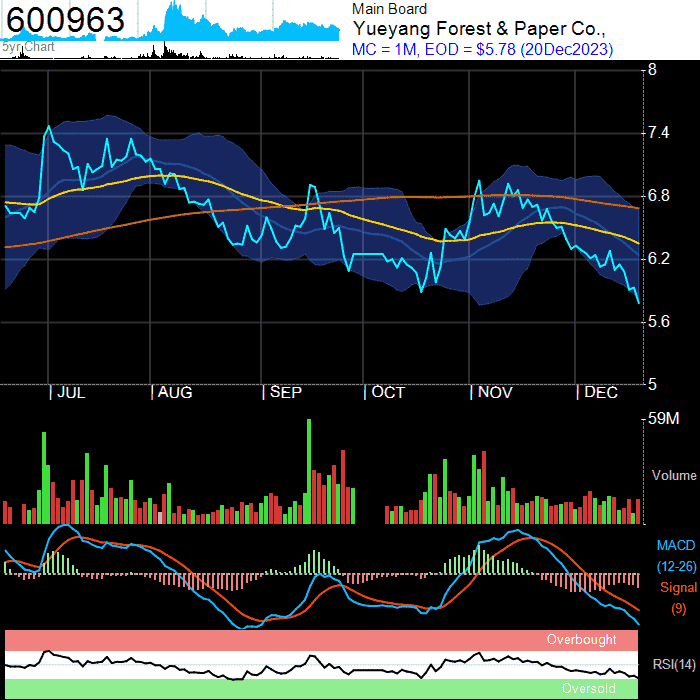 600963
5yr Chart
Main Board
Yueyang Forest & Paper Co.,
MC = 1M, EOD = $5.78 (20Dec2023)
8
7.4
6.8
6.2
5.6
5
| JUL | AUG | SEP | OCT | NOV | DEC
59M
Volume
MACD
(12-26)
Signal
(9)
Overbought
RSI(14)
Oversold